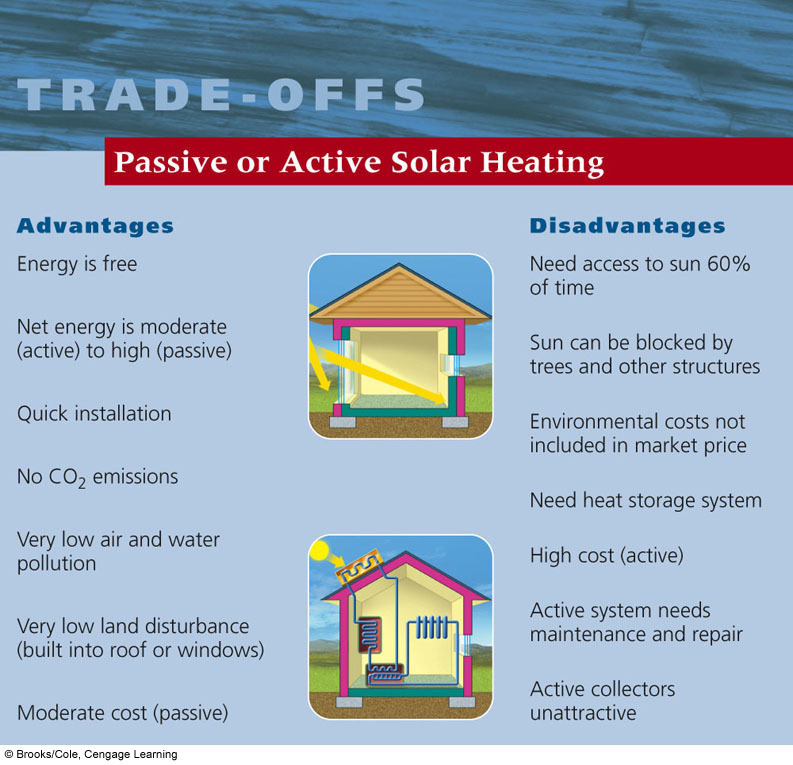 TRADE-OFFS
Passive or Active Solar Heating
Advantages
Energy is free
Net energy is moderate
(active) to high (passive)
Quick installation
No CO₂ emissions
Very low air and water
pollution
Very low land disturbance
(built into roof or windows)
Moderate cost (passive)
Disadvantages
Need access to sun 60%
of time
Sun can be blocked by
trees and other structures
Environmental costs not
included in market price
Need heat storage system
High cost (active)
Active system needs
maintenance and repair
Active collectors
unattractive
© Brooks/Cole, Cengage Learning